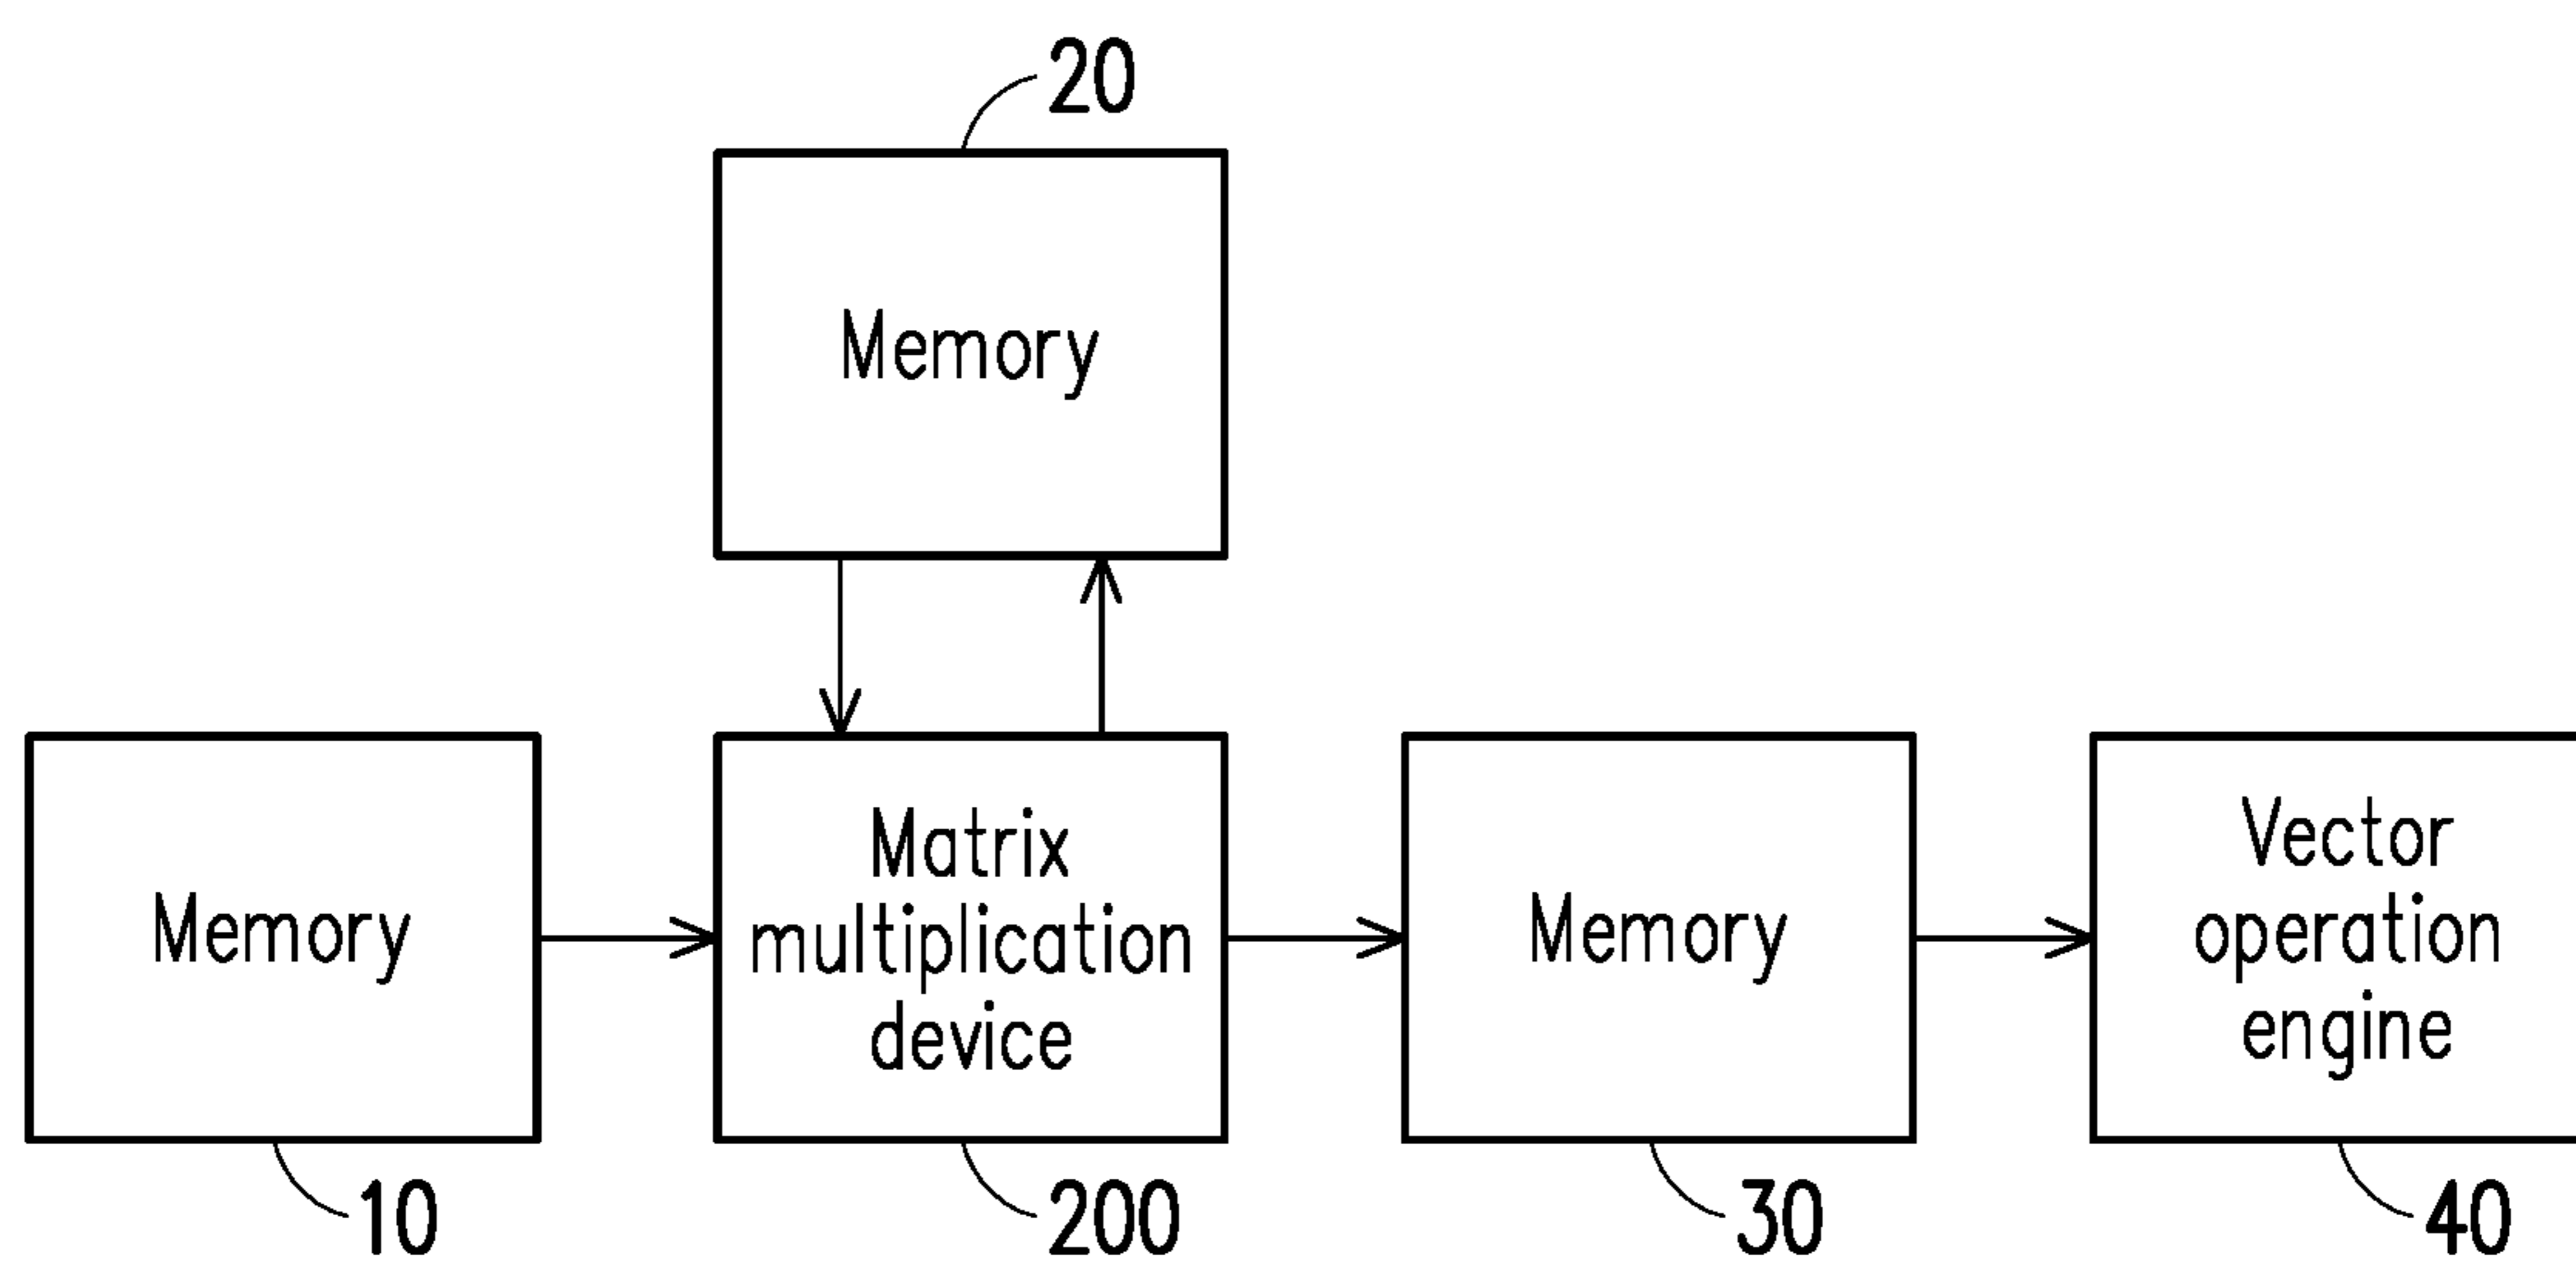 20
Memory
Memory
Matrix
multiplication
device
Memory
Vector
operation
engine
10
200
30
40